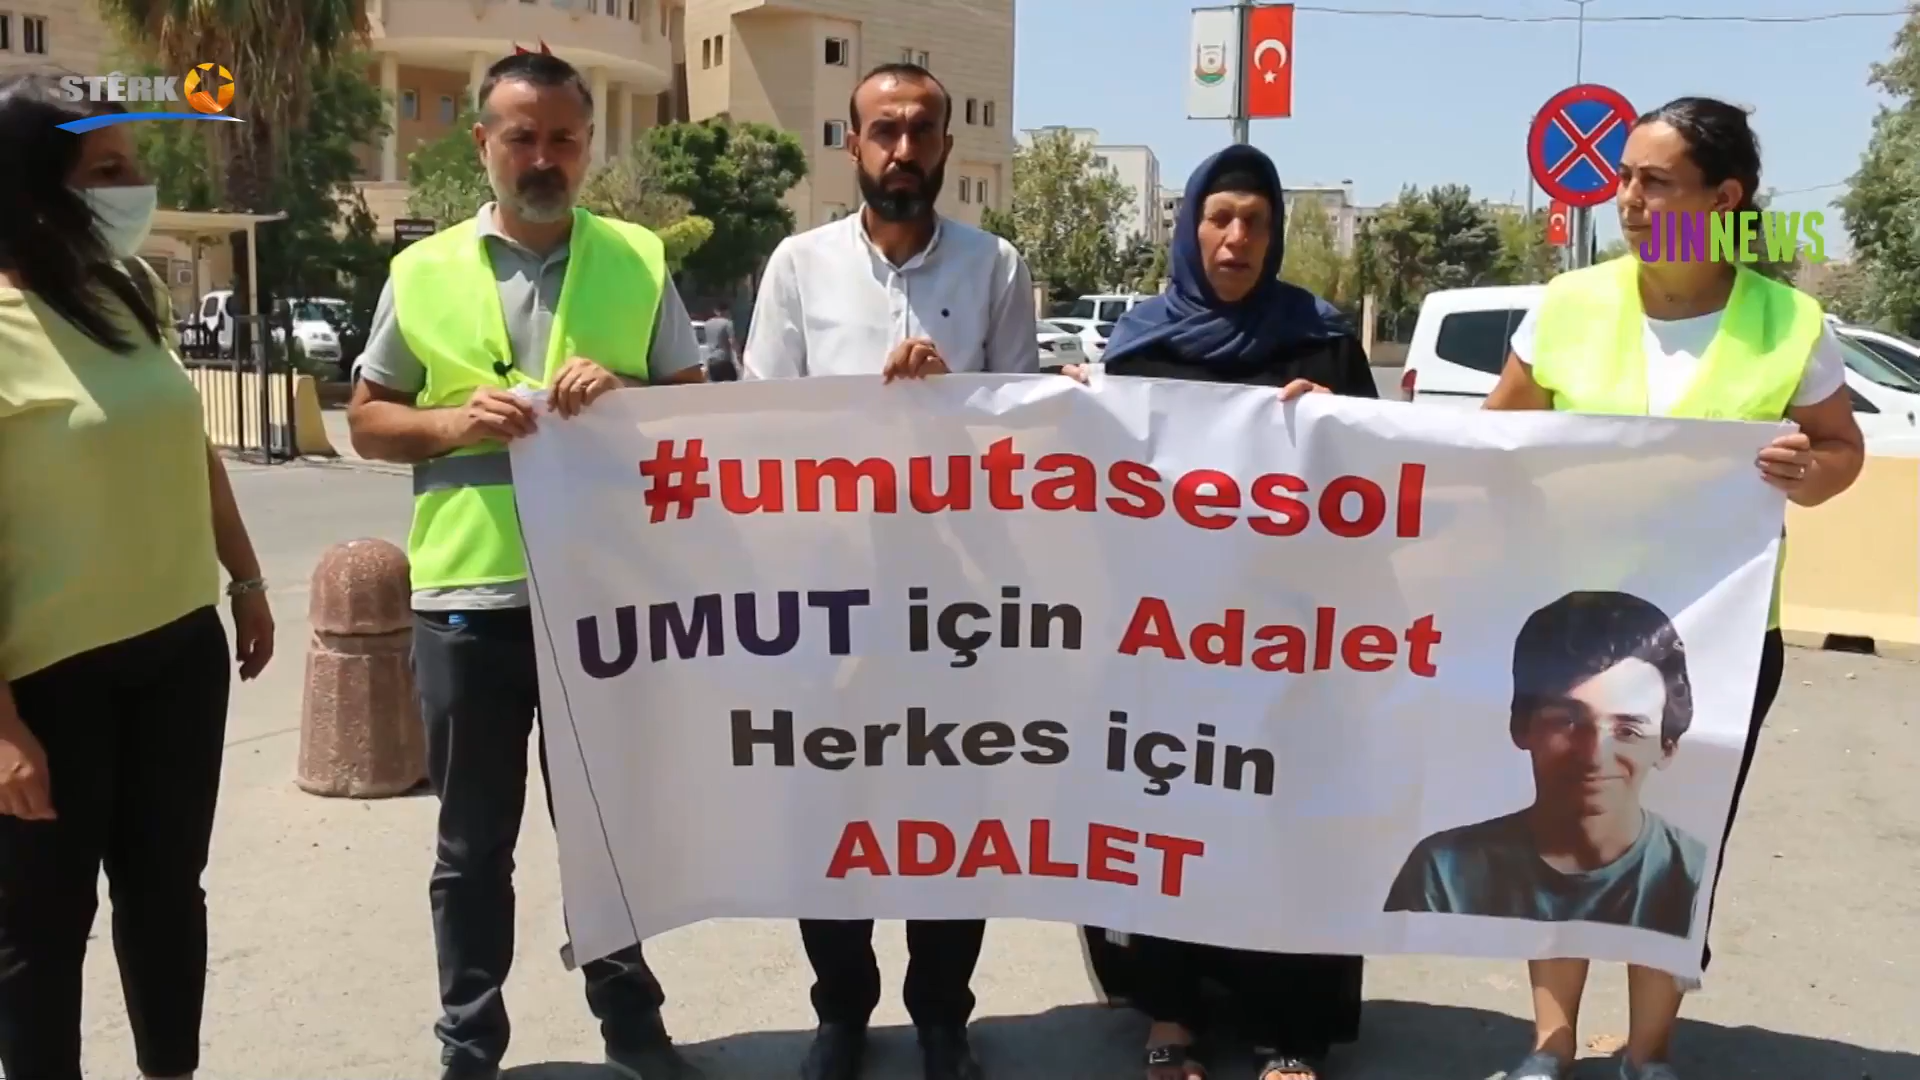 STÊRK
JINNEWS
#umutasesol
UMUT için Adalet
Herkes için
ADALET